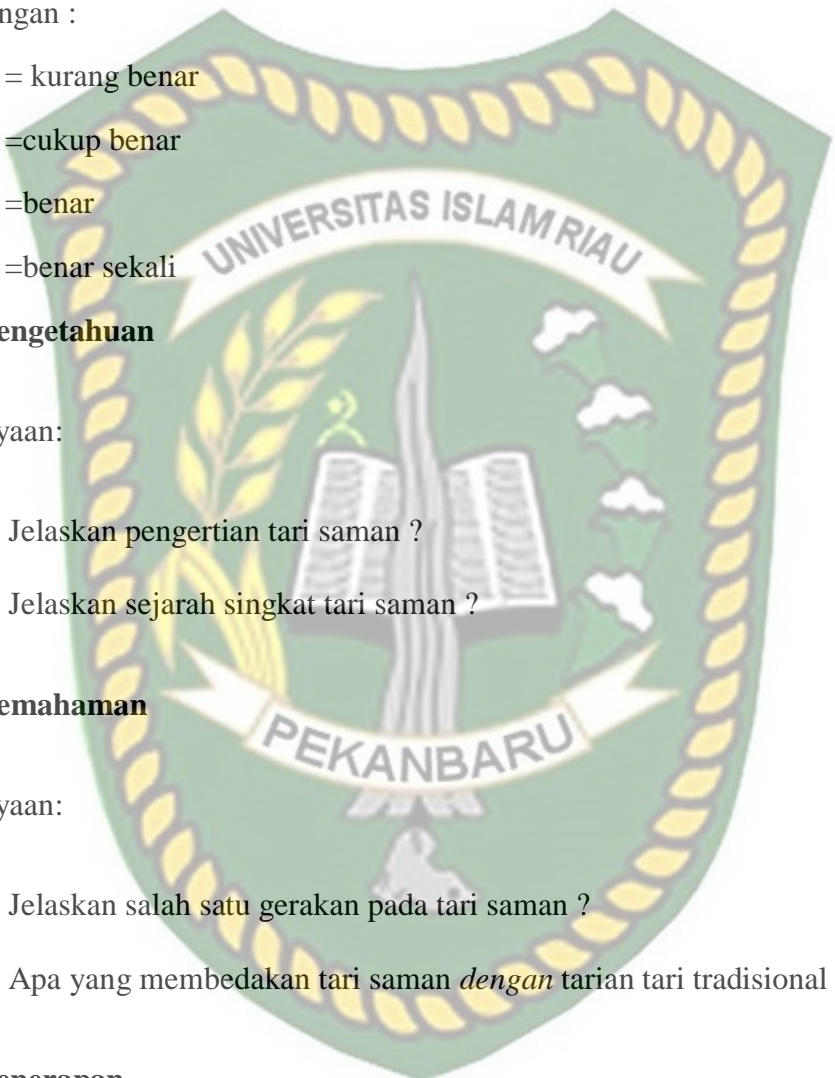 ngan :
= kurang benar
=cukup benar
=benar
=benar sekali
UNIVERSITAS ISLAM RIAU
engetahuan
yaan:
Jelaskan pengertian tari saman ?
Jelaskan sejarah singkat tari saman ?
emahaman
PEKANBARU
yaan:
Jelaskan salah satu gerakan pada tari saman ?
Apa yang membedakan tari saman dengan tarian tari tradisional
enerapan